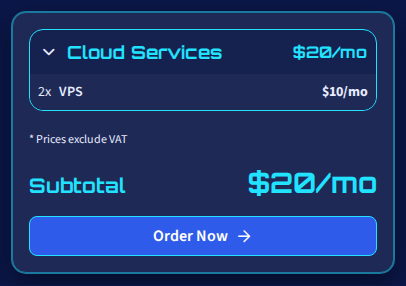 Cloud Services $20/mo
2x VPS $10/mo
* Prices exclude VAT
Subtotal $20/mo
Order Now →